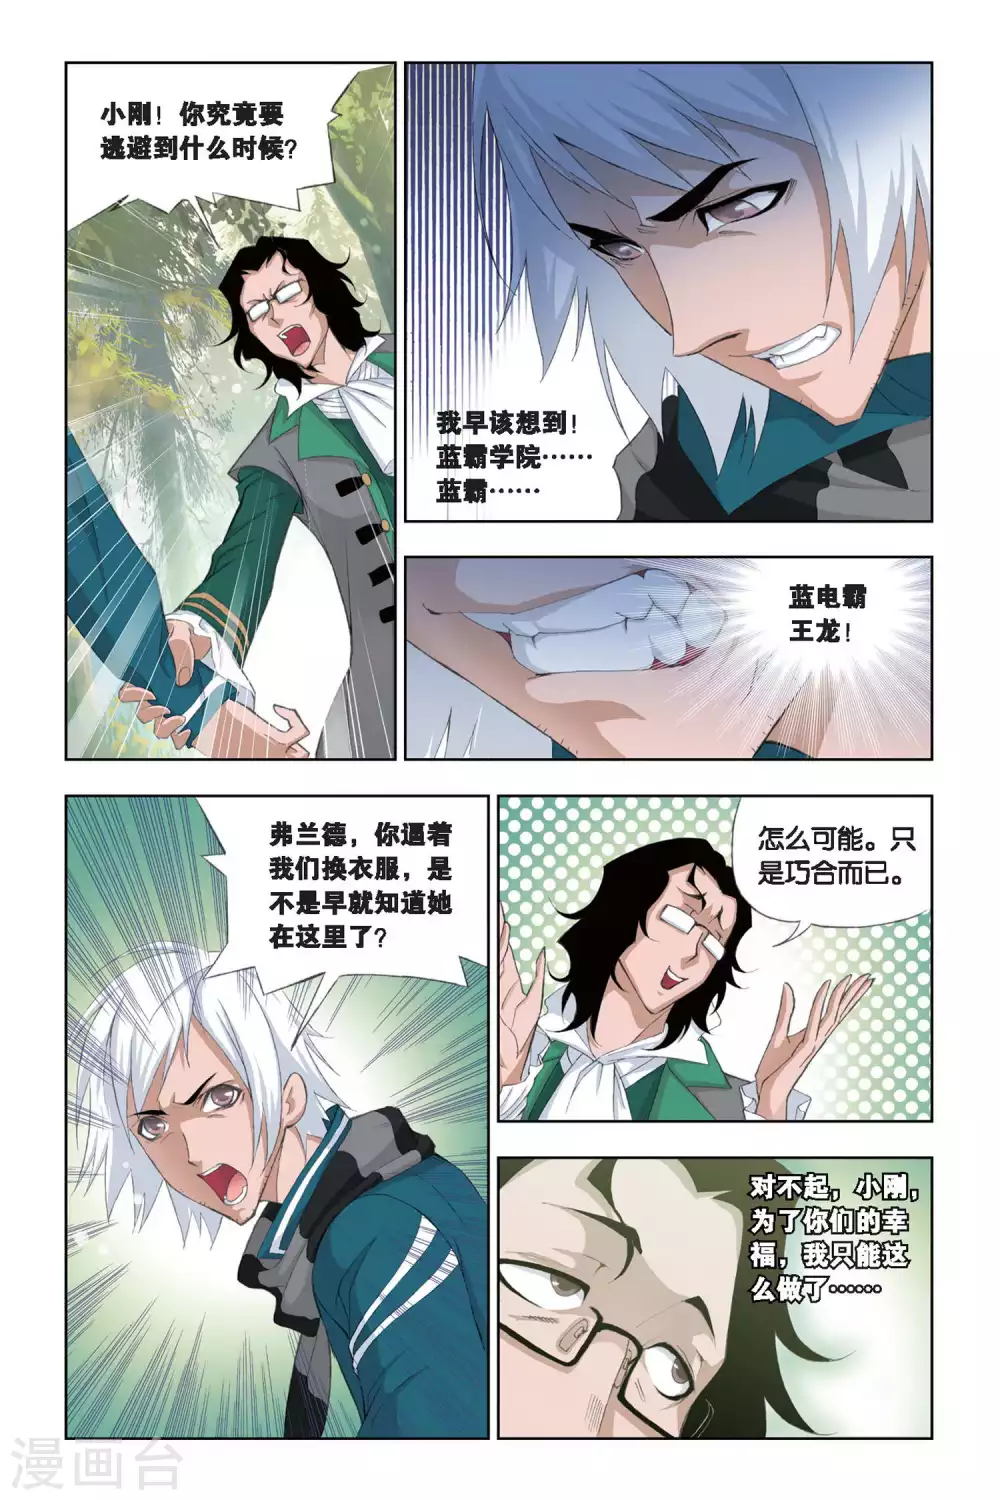 小刚！你究竟要
逃避到什么时候？
我早该想到！
蓝霸学院……
蓝霸……
蓝电霸
王龙！
弗兰德，你逼着
我们换衣服，是
不是早就知道她
在这里了？
怎么可能。只
是巧合而已。
对不起，小刚，
为了你们的幸
福，我只能这
么做了……
漫画台